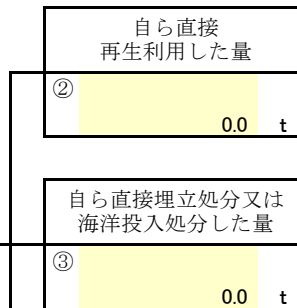 自ら直接
再生利用した量
②
0.0 t
自ら直接埋立処分又は
海洋投入処分した量
③
0.0 t